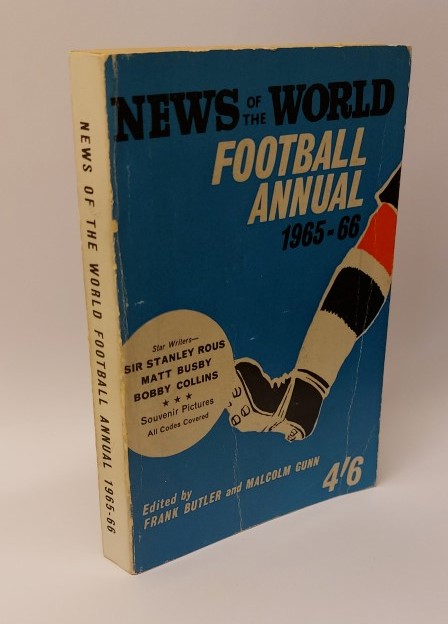 NEWS OF THE WORLD FOOTBALL ANNUAL 1965-66
NEWS OF THE WORLD
FOOTBALL
ANNUAL
1965-66
Star Writers—
SIR STANLEY ROUS
MATT BUSBY
BOBBY COLLINS
★ ★ ★
Souvenir Pictures
All Codes Covered
Edited by
FRANK BUTLER and MALCOLM GUNN
4'6